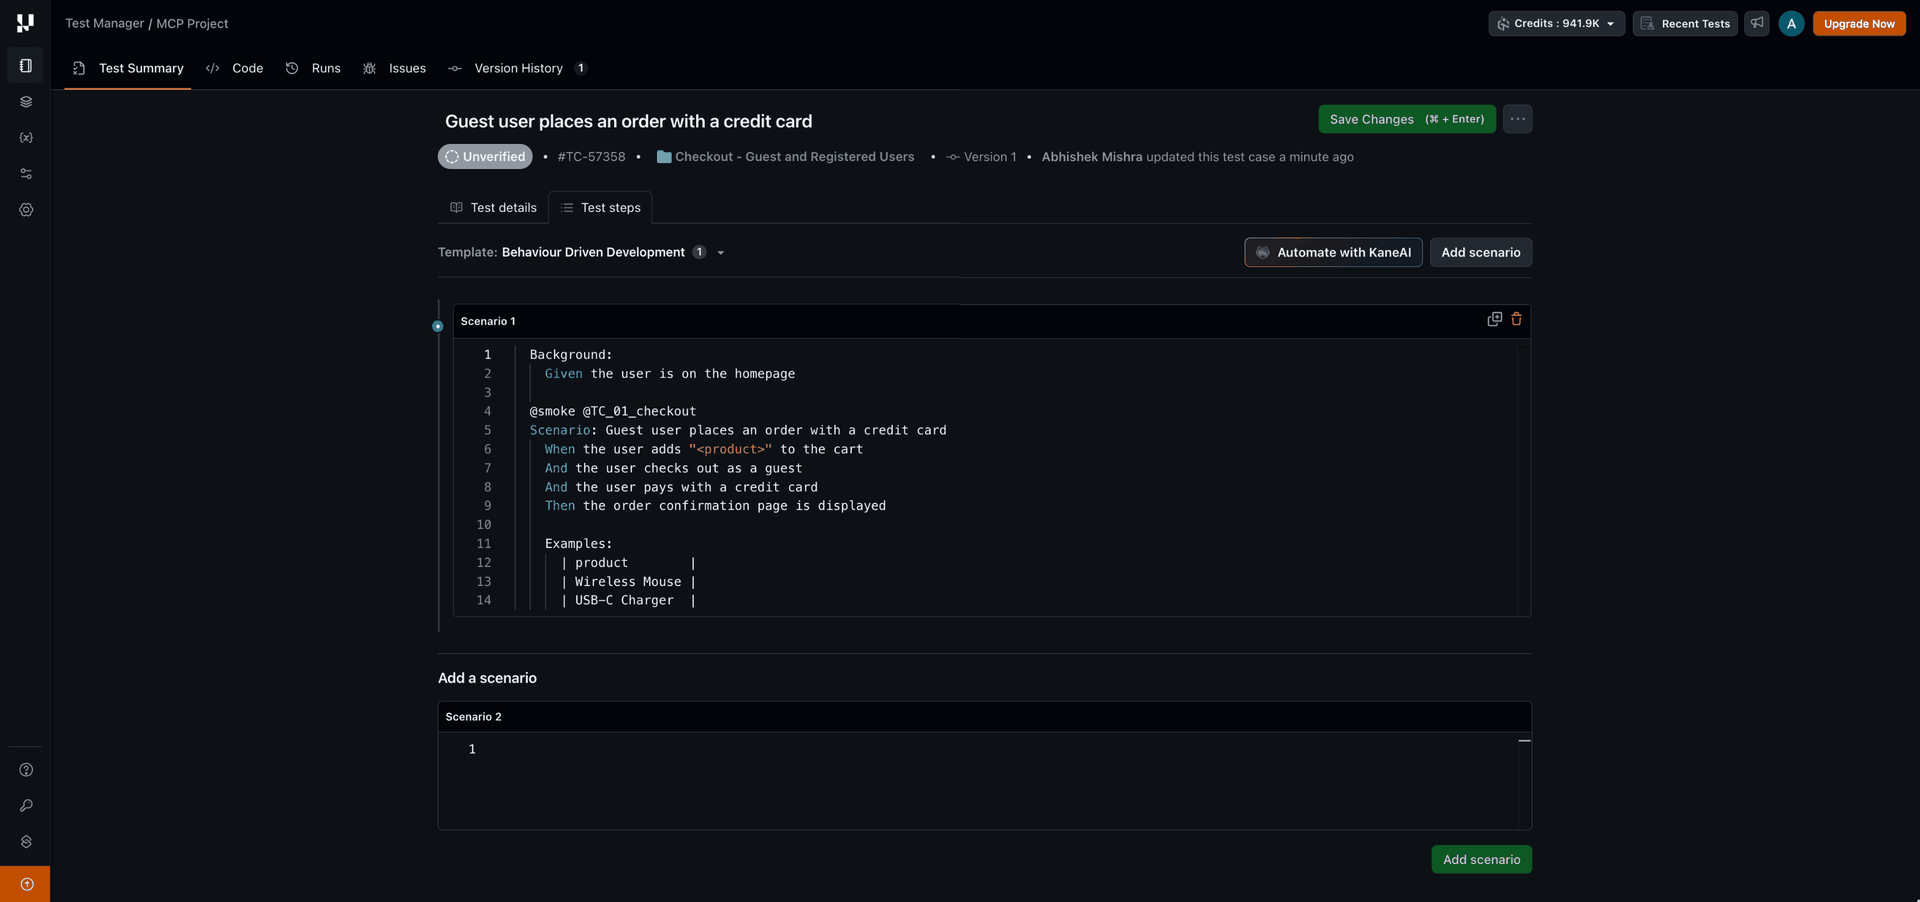 Test Manager / MCP Project
Credits : 941.9K
Recent Tests
A
Upgrade Now
Test Summary
</> Code
Runs
Issues
Version History 1
Guest user places an order with a credit card
Save Changes (⌘ + Enter)
···
Unverified • #TC-57358 • Checkout - Guest and Registered Users • Version 1 • Abhishek Mishra updated this test case a minute ago
Test details
Test steps
Template: Behaviour Driven Development 1
Automate with KaneAI
Add scenario
Scenario 1
1 Background:
2 Given the user is on the homepage
3
4 @smoke @TC_01_checkout
5 Scenario: Guest user places an order with a credit card
6 When the user adds "<product>" to the cart
7 And the user checks out as a guest
8 And the user pays with a credit card
9 Then the order confirmation page is displayed
10
11 Examples:
12 | product |
13 | Wireless Mouse |
14 | USB-C Charger |
Add a scenario
Scenario 2
1
Add scenario